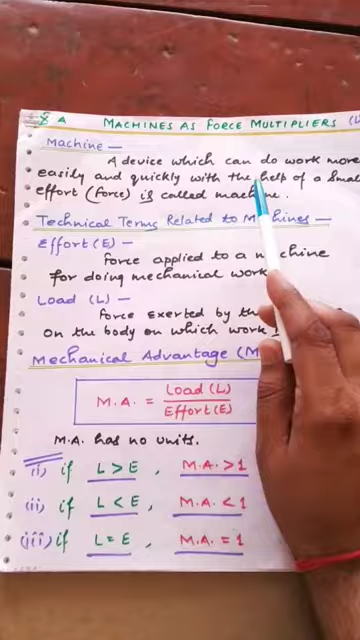 8 A MACHINES AS FORCE MULTIPLIERS
Machine —
A device which can do work more
easily and quickly with the help of a small
effort (force) is called machine.
Technical Terms Related to Machines —
Effort (E) —
Force applied to a machine
for doing mechanical work
Load (L) —
Force exerted by the
on the body on which work
Mechanical Advantage (M
M.A. = Load (L) / Effort (E)
M.A. has no units.
(i) if L > E, M.A. > 1
(ii) if L < E, M.A. < 1
(iii) if L = E, M.A. = 1